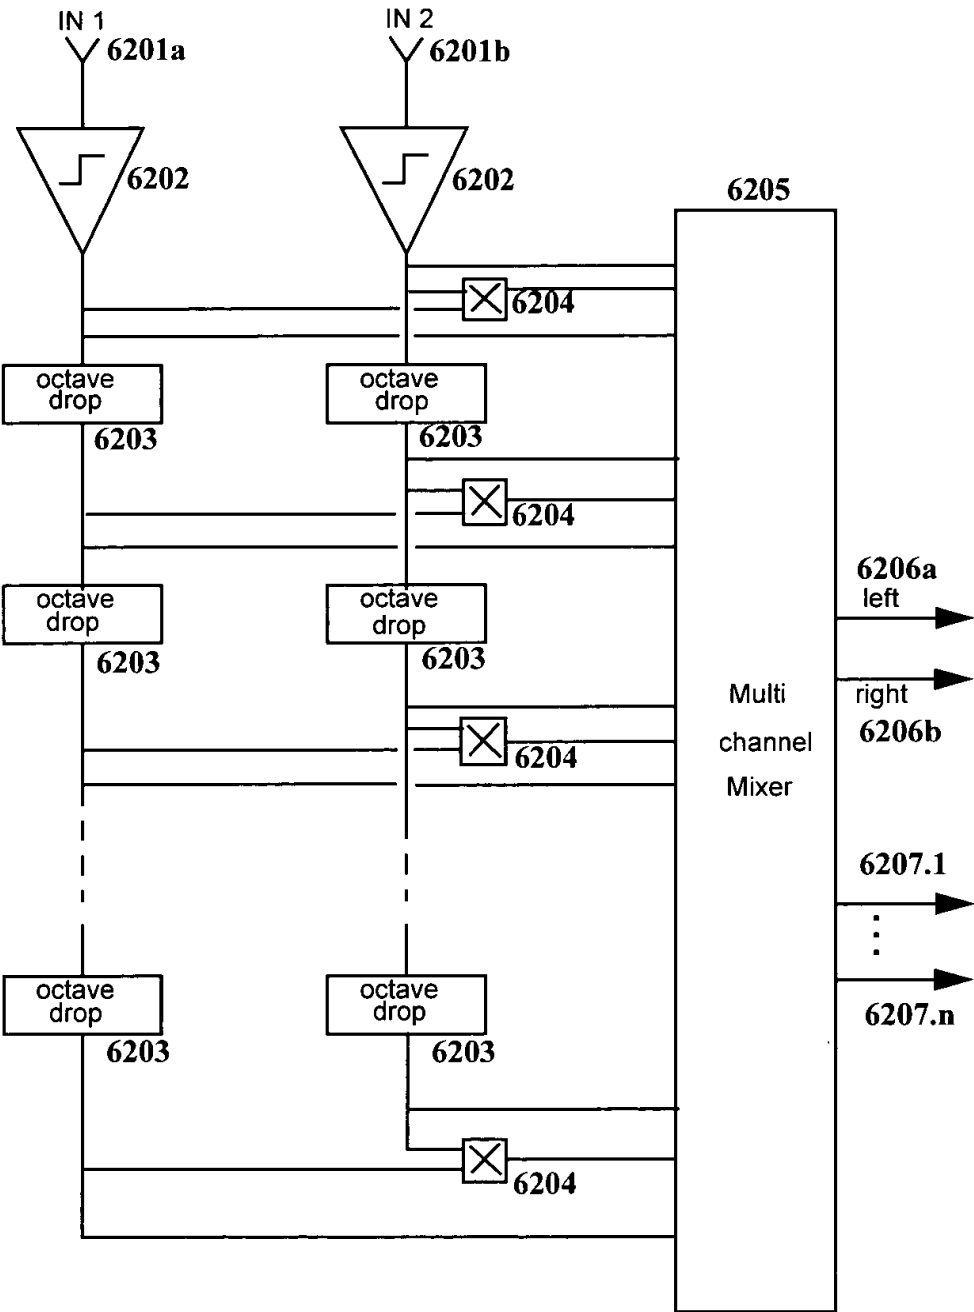 IN 1
6201a
IN 2
6201b
6202
6202
6205
6204
octave
drop
6203
octave
drop
6203
6204
octave
drop
6203
octave
drop
6203
6206a
left
right
6206b
Multi
channel
Mixer
6204
6207.1
6207.n
octave
drop
6203
octave
drop
6203
6204